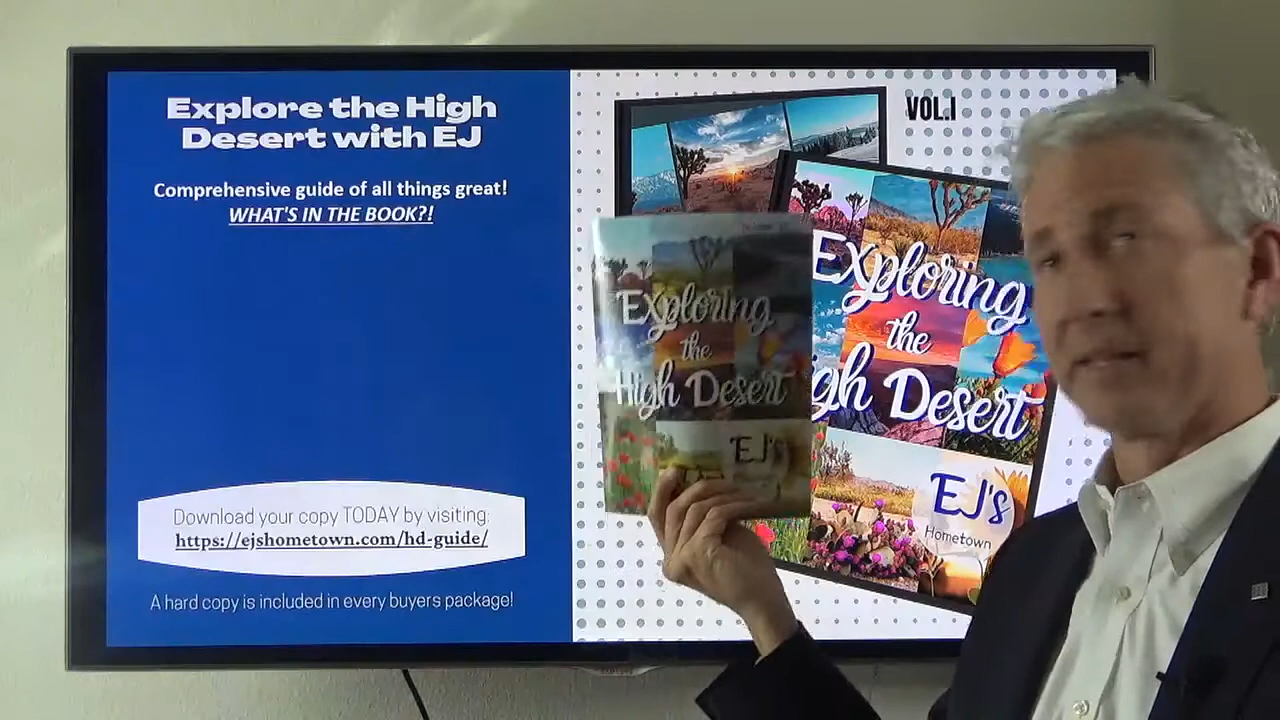 Explore the High
Desert with EJ
Comprehensive guide of all things great!
WHAT'S IN THE BOOK?!
Download your copy TODAY by visiting:
https://ejshometown.com/hd-guide/
A hard copy is included in every buyers package!
VOL.I
Exploring
the
High Desert
EJ's
Exploring
the
gh Desert
EJ's
Hometown